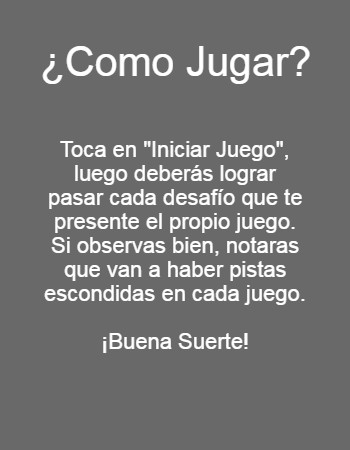 ¿Como Jugar?
Toca en "Iniciar Juego",
luego deberás lograr
pasar cada desafío que te
presente el propio juego.
Si observas bien, notaras
que van a haber pistas
escondidas en cada juego.
¡Buena Suerte!